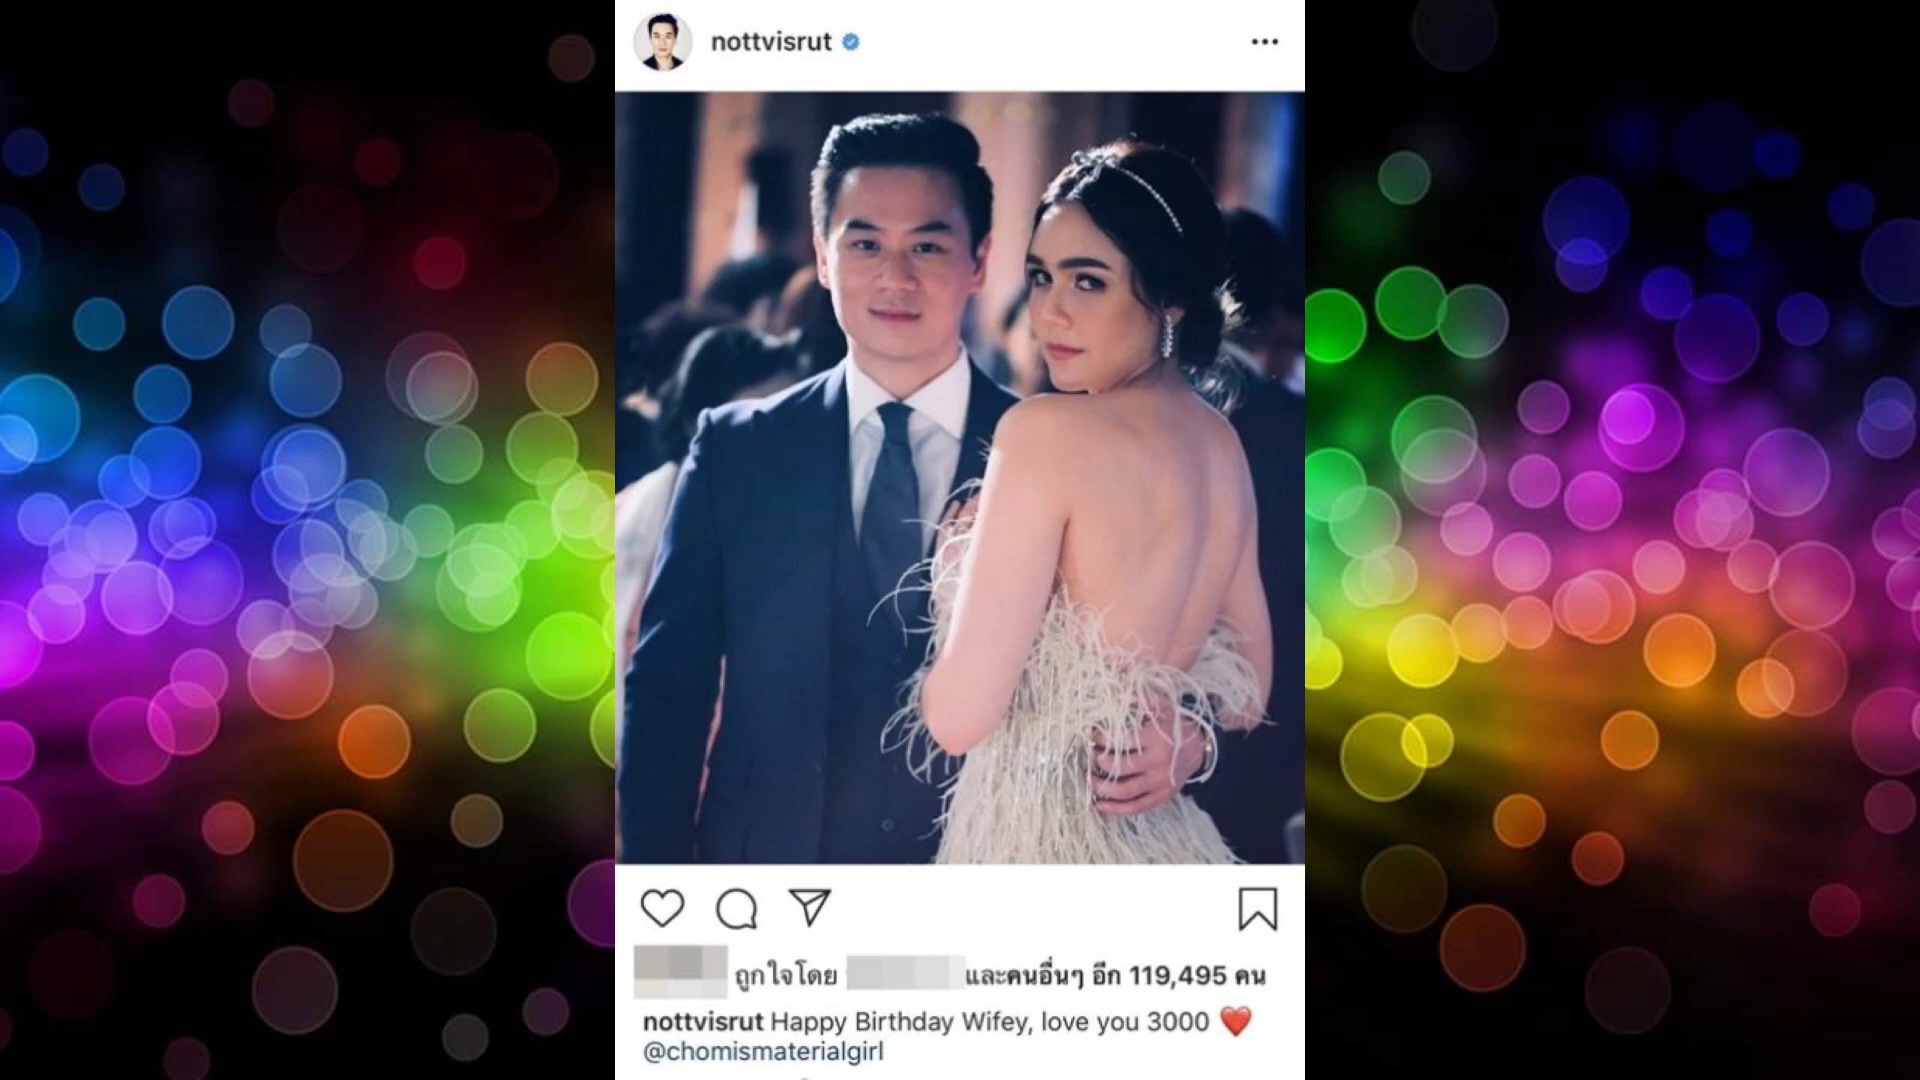 nottvisrut
ถูกใจโดย และคนอื่นๆ อีก 119,495 คน
nottvisrut Happy Birthday Wifey, love you 3000 ❤️
@chomismaterialgirl